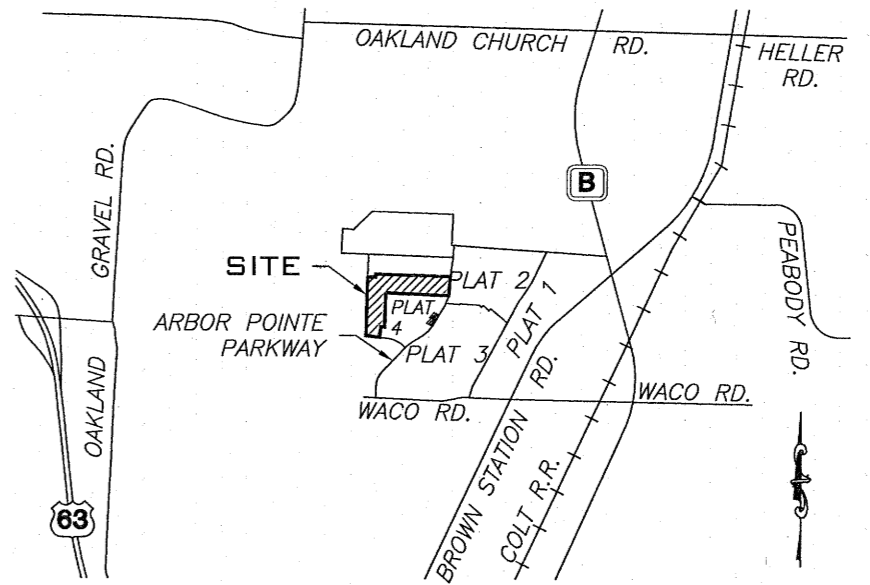 OAKLAND CHURCH RD.
HELLER
RD.
GRAVEL RD.
B
PEABODY RD.
SITE
PLAT 2
PLAT 1
PLAT
4
ARBOR POINTE
PARKWAY
PLAT 3
OAKLAND
WACO RD.
WACO RD.
BROWN STATION RD.
COLT R.R.
63